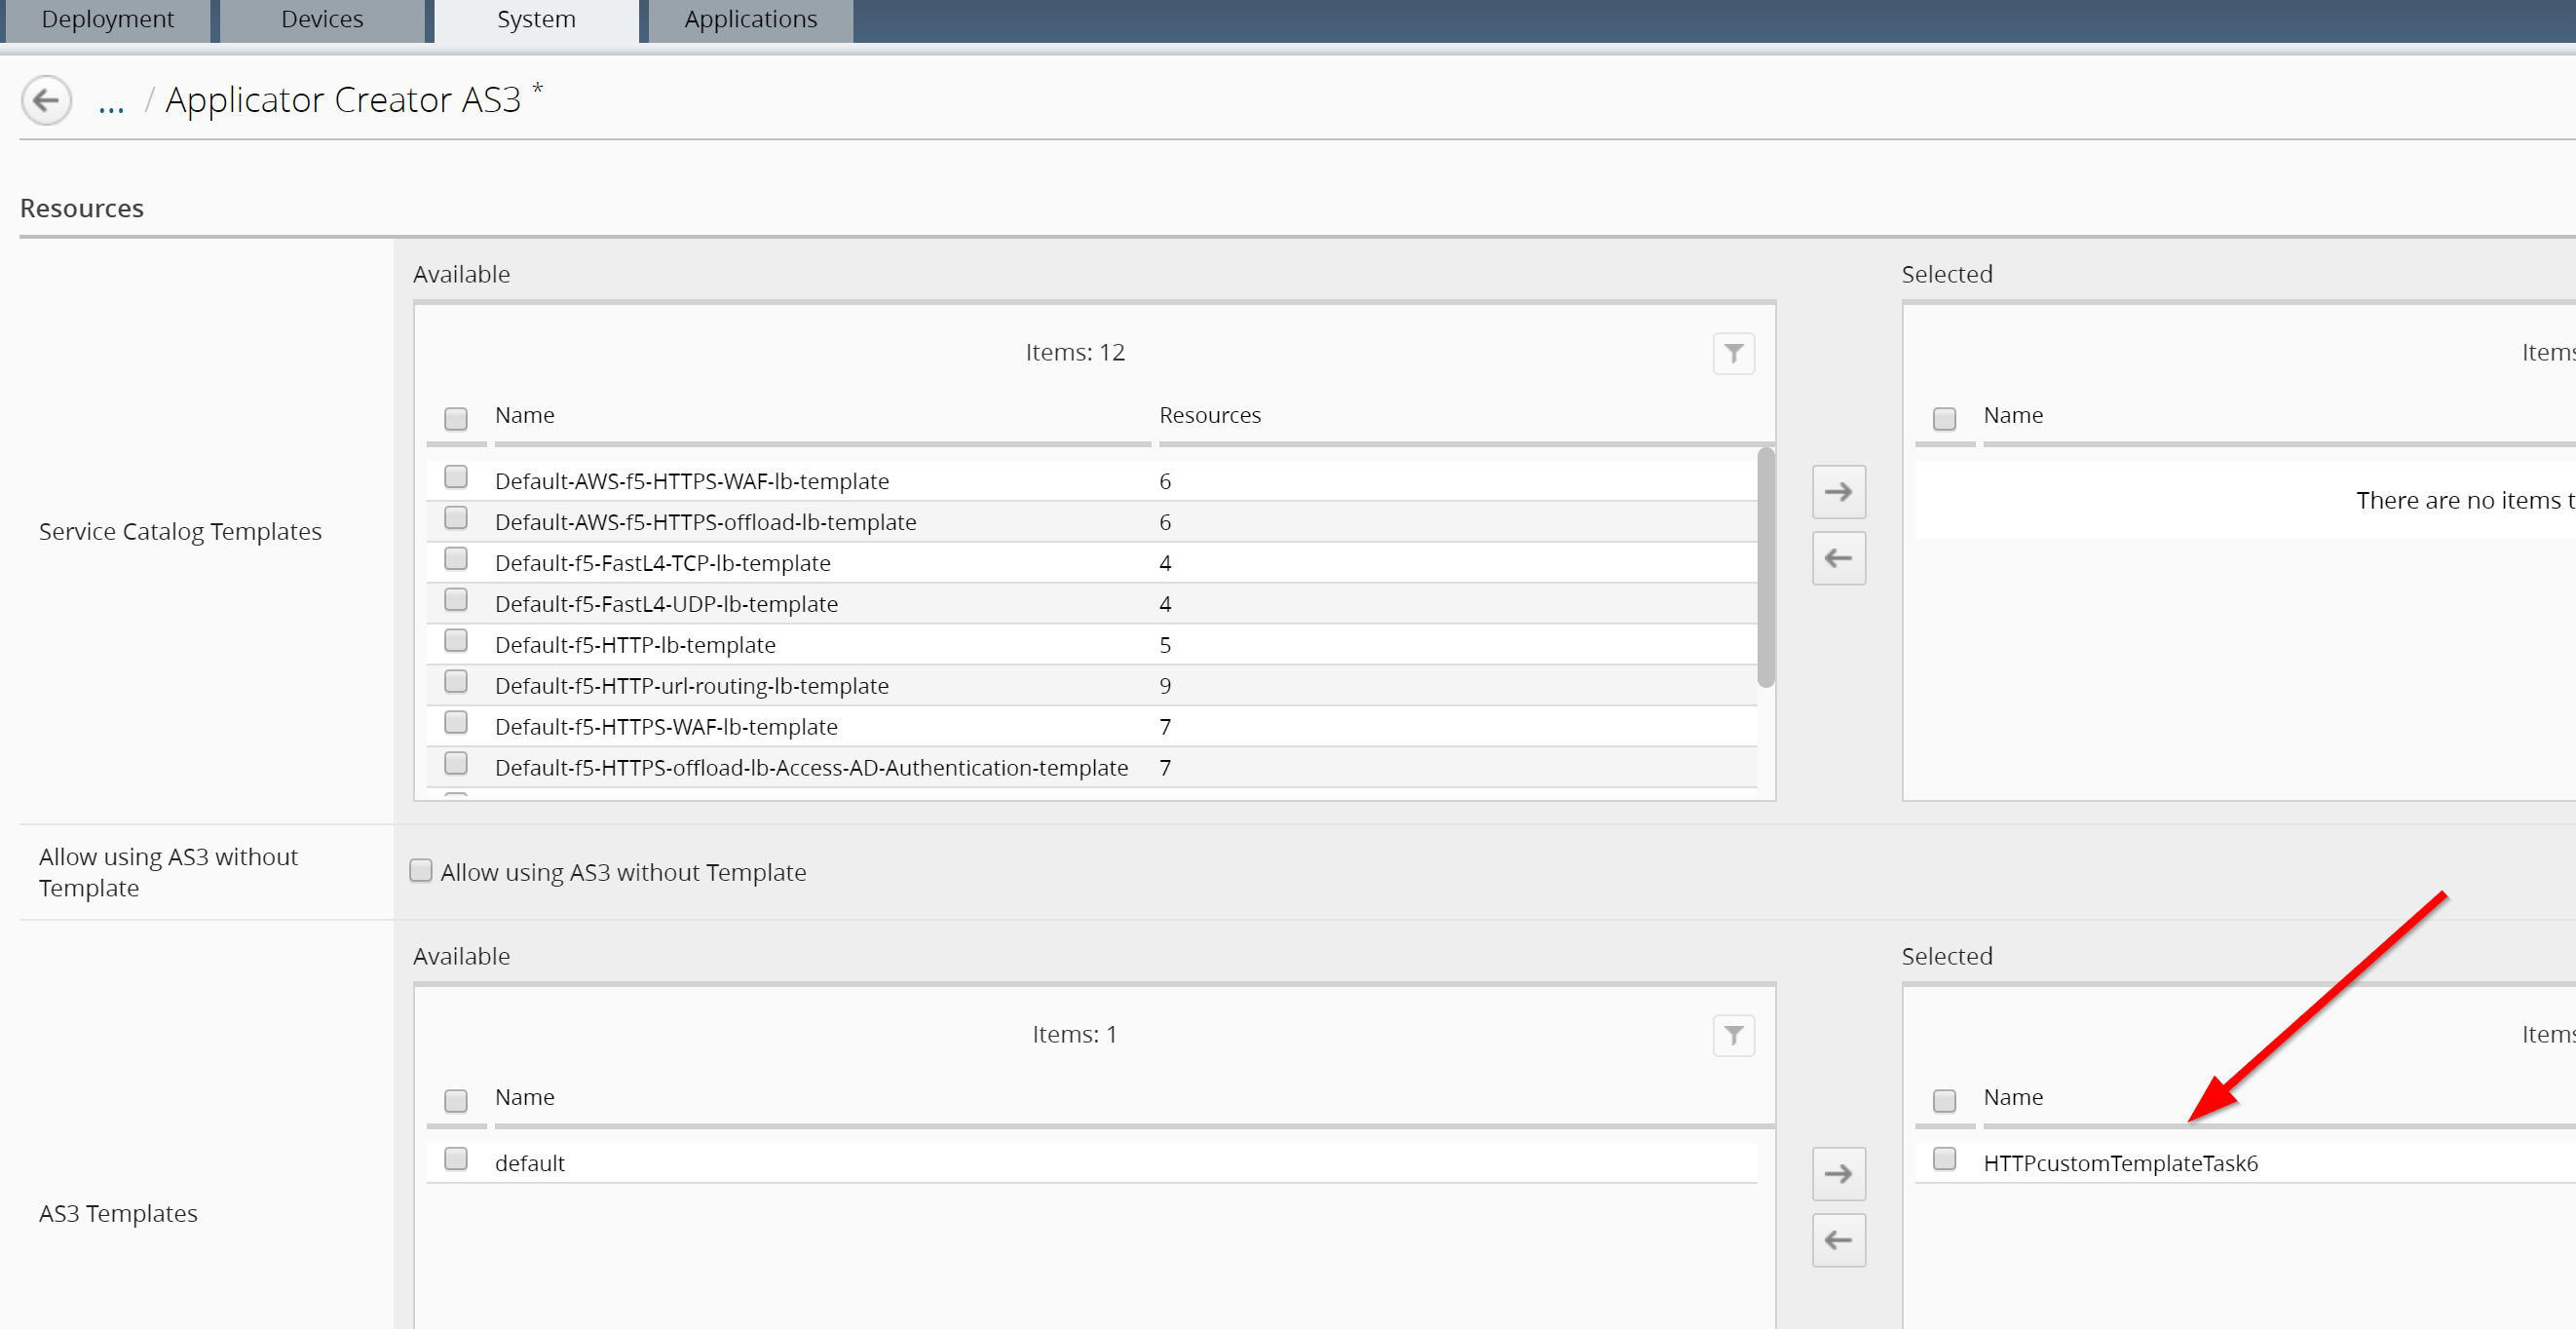 Deployment Devices System Applications
... / Applicator Creator AS3 *
Resources
Available Selected
Items: 12 Items
Name Resources Name
Default-AWS-f5-HTTPS-WAF-lb-template 6
There are no items t
Default-AWS-f5-HTTPS-offload-lb-template 6
Service Catalog Templates
Default-f5-FastL4-TCP-lb-template 4
Default-f5-FastL4-UDP-lb-template 4
Default-f5-HTTP-lb-template 5
Default-f5-HTTP-url-routing-lb-template 9
Default-f5-HTTPS-WAF-lb-template 7
Default-f5-HTTPS-offload-lb-Access-AD-Authentication-template 7
Allow using AS3 without
Template
Allow using AS3 without Template
Available Selected
Items: 1 Items
Name Name
default HTTPcustomTemplateTask6
AS3 Templates